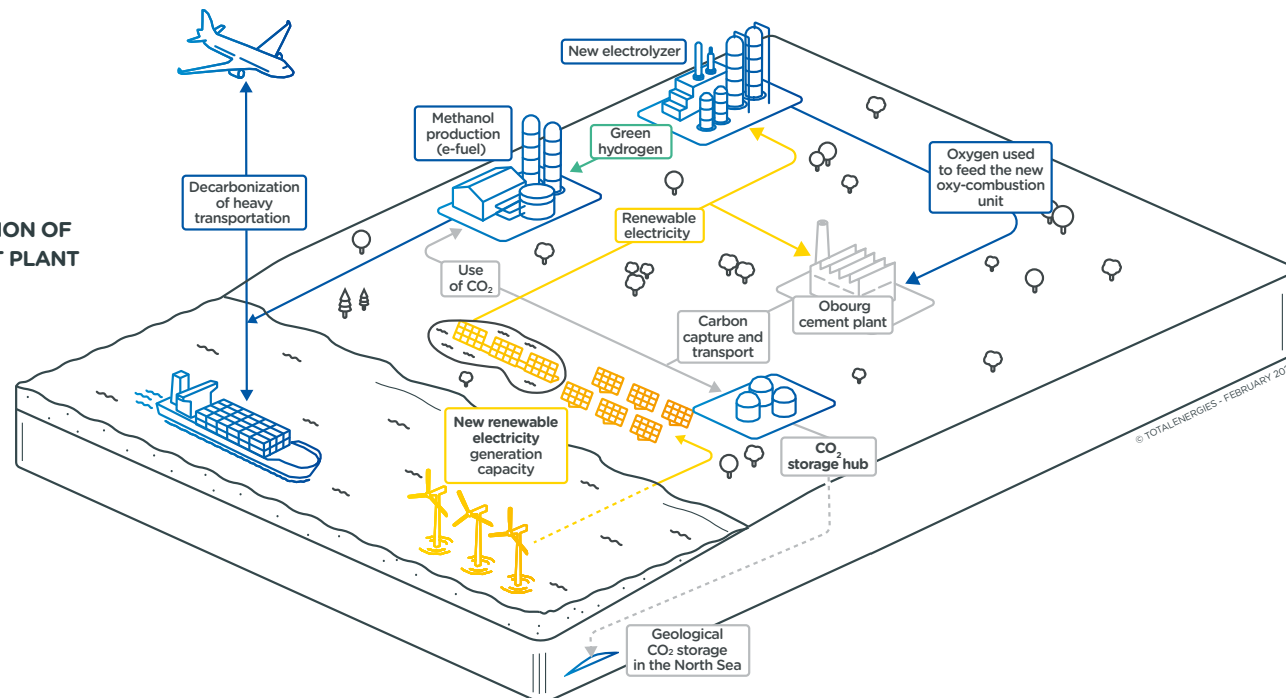 New electrolyzer
Methanol
production
(e-fuel)
Green
hydrogen
Oxygen used
to feed the new
oxy-combustion
unit
Decarbonization
of heavy
transportation
ION OF
T PLANT
Renewable
electricity
Use
of CO₂
Obourg
cement plant
Carbon
capture and
transport
New renewable
electricity
generation
capacity
CO₂
storage hub
© TOTALENERGIES - FEBRUARY 20
Geological
CO₂ storage
in the North Sea